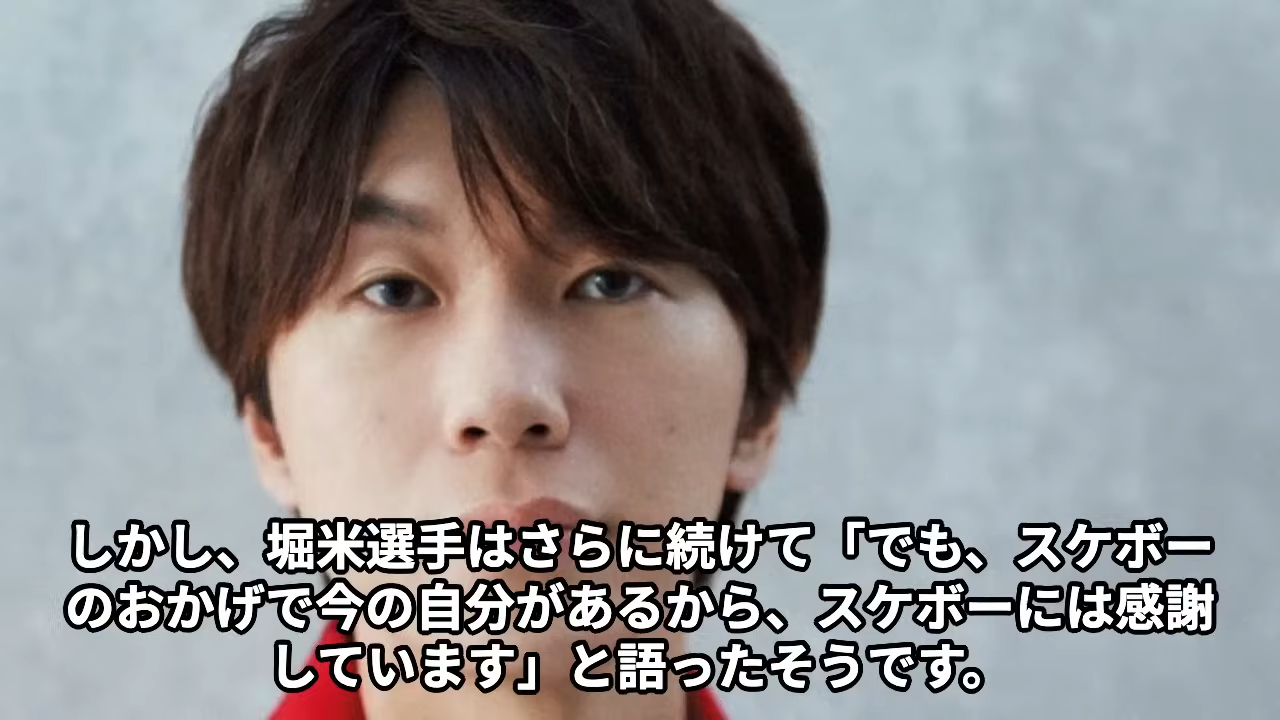 しかし、堀米選手はさらに続けて「でも、スケボー
のおかげで今の自分があるから、スケボーには感謝
しています」と語ったそうです。